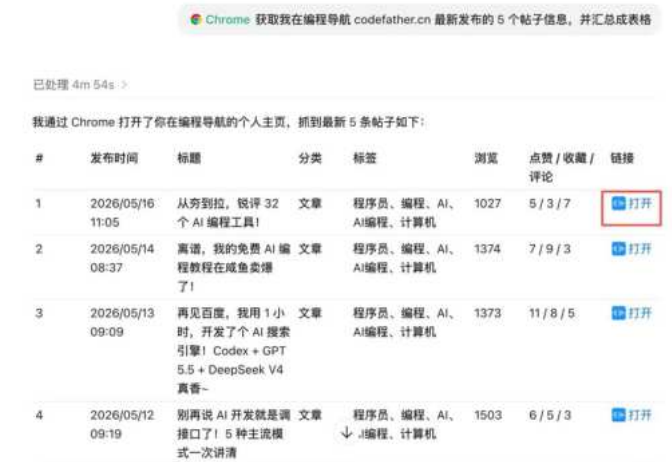 Chrome 获取我在编程导航 codefather.cn 最新发布的 5 个帖子信息，并汇总成表格
已处理 4m 54s >
我通过 Chrome 打开了你在编程导航的个人主页，抓到最新 5 条帖子如下：
# 发布时间 标题 分类 标签 浏览 点赞 / 收藏 / 链接
评论
1 2026/05/16 从夯到拉，锐评 32 文章 程序员、编程、AI、 1027 5 / 3 / 7 打开
11:05 个 AI 编程工具！ AI编程、计算机
2 2026/05/14 离谱，我的免费 AI 编 文章 程序员、编程、AI、 1374 7 / 9 / 3 打开
08:37 程教程在咸鱼卖爆 AI编程、计算机
了！
3 2026/05/13 再见百度，我用 1 小 文章 程序员、编程、AI、 1373 11 / 8 / 5 打开
09:09 时，开发了个 AI 搜索 AI编程、计算机
引擎！Codex + GPT
5.5 + DeepSeek V4
真香~
4 2026/05/12 别再说 AI 开发就是调 文章 程序员、编程、AI、 1503 6 / 5 / 3 打开
09:19 接口了！5 种主流模 编程、计算机
式一次讲清